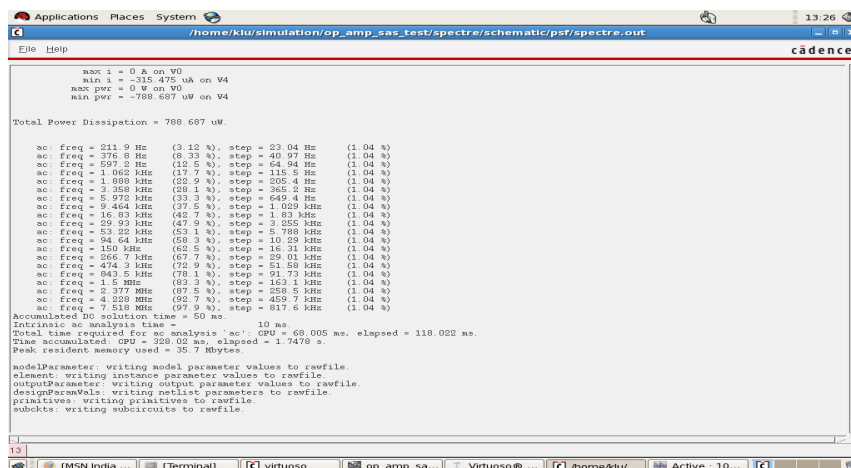 Applications Places System 13:26
/home/klu/simulation/op_amp_sas_test/spectre/schematic/psf/spectre.out
File Help cādence
max i = 0 A on V0
min i = -315.475 uA on V4
max pwr = 0 W on V0
min pwr = -788.687 uW on V4
Total Power Dissipation = 788.687 uW.
ac: freq = 211.9 Hz (3.12 %), step = 23.04 Hz (1.04 %)
ac: freq = 376.8 Hz (8.33 %), step = 40.97 Hz (1.04 %)
ac: freq = 597.2 Hz (12.5 %), step = 64.94 Hz (1.04 %)
ac: freq = 1.062 kHz (17.7 %), step = 115.5 Hz (1.04 %)
ac: freq = 1.888 kHz (22.9 %), step = 205.4 Hz (1.04 %)
ac: freq = 3.358 kHz (28.1 %), step = 365.2 Hz (1.04 %)
ac: freq = 5.972 kHz (33.3 %), step = 649.4 Hz (1.04 %)
ac: freq = 9.464 kHz (37.5 %), step = 1.029 kHz (1.04 %)
ac: freq = 16.83 kHz (42.7 %), step = 1.83 kHz (1.04 %)
ac: freq = 29.93 kHz (47.9 %), step = 3.255 kHz (1.04 %)
ac: freq = 53.22 kHz (53.1 %), step = 5.788 kHz (1.04 %)
ac: freq = 94.64 kHz (58.3 %), step = 10.29 kHz (1.04 %)
ac: freq = 150 kHz (62.5 %), step = 16.31 kHz (1.04 %)
ac: freq = 266.7 kHz (67.7 %), step = 29.01 kHz (1.04 %)
ac: freq = 474.3 kHz (72.9 %), step = 51.58 kHz (1.04 %)
ac: freq = 843.5 kHz (78.1 %), step = 91.73 kHz (1.04 %)
ac: freq = 1.5 MHz (83.3 %), step = 163.1 kHz (1.04 %)
ac: freq = 2.377 MHz (87.5 %), step = 258.5 kHz (1.04 %)
ac: freq = 4.228 MHz (92.7 %), step = 459.7 kHz (1.04 %)
ac: freq = 7.518 MHz (97.9 %), step = 817.6 kHz (1.04 %)
Accumulated DC solution time = 50 ms.
Intrinsic ac analysis time = 10 ms.
Total time required for ac analysis `ac': CPU = 68.005 ms, elapsed = 118.022 ms.
Time accumulated: CPU = 328.02 ms, elapsed = 1.7478 s.
Peak resident memory used = 35.7 Mbytes.
modelParameter: writing model parameter values to rawfile.
element: writing instance parameter values to rawfile.
outputParameter: writing output parameter values to rawfile.
designParamVals: writing netlist parameters to rawfile.
primitives: writing primitives to rawfile.
subckts: writing subcircuits to rawfile.
13
[MSN India ... [Terminal] virtuoso op_amp_sa... Virtuoso® ... /home/klu/ Active : 10...